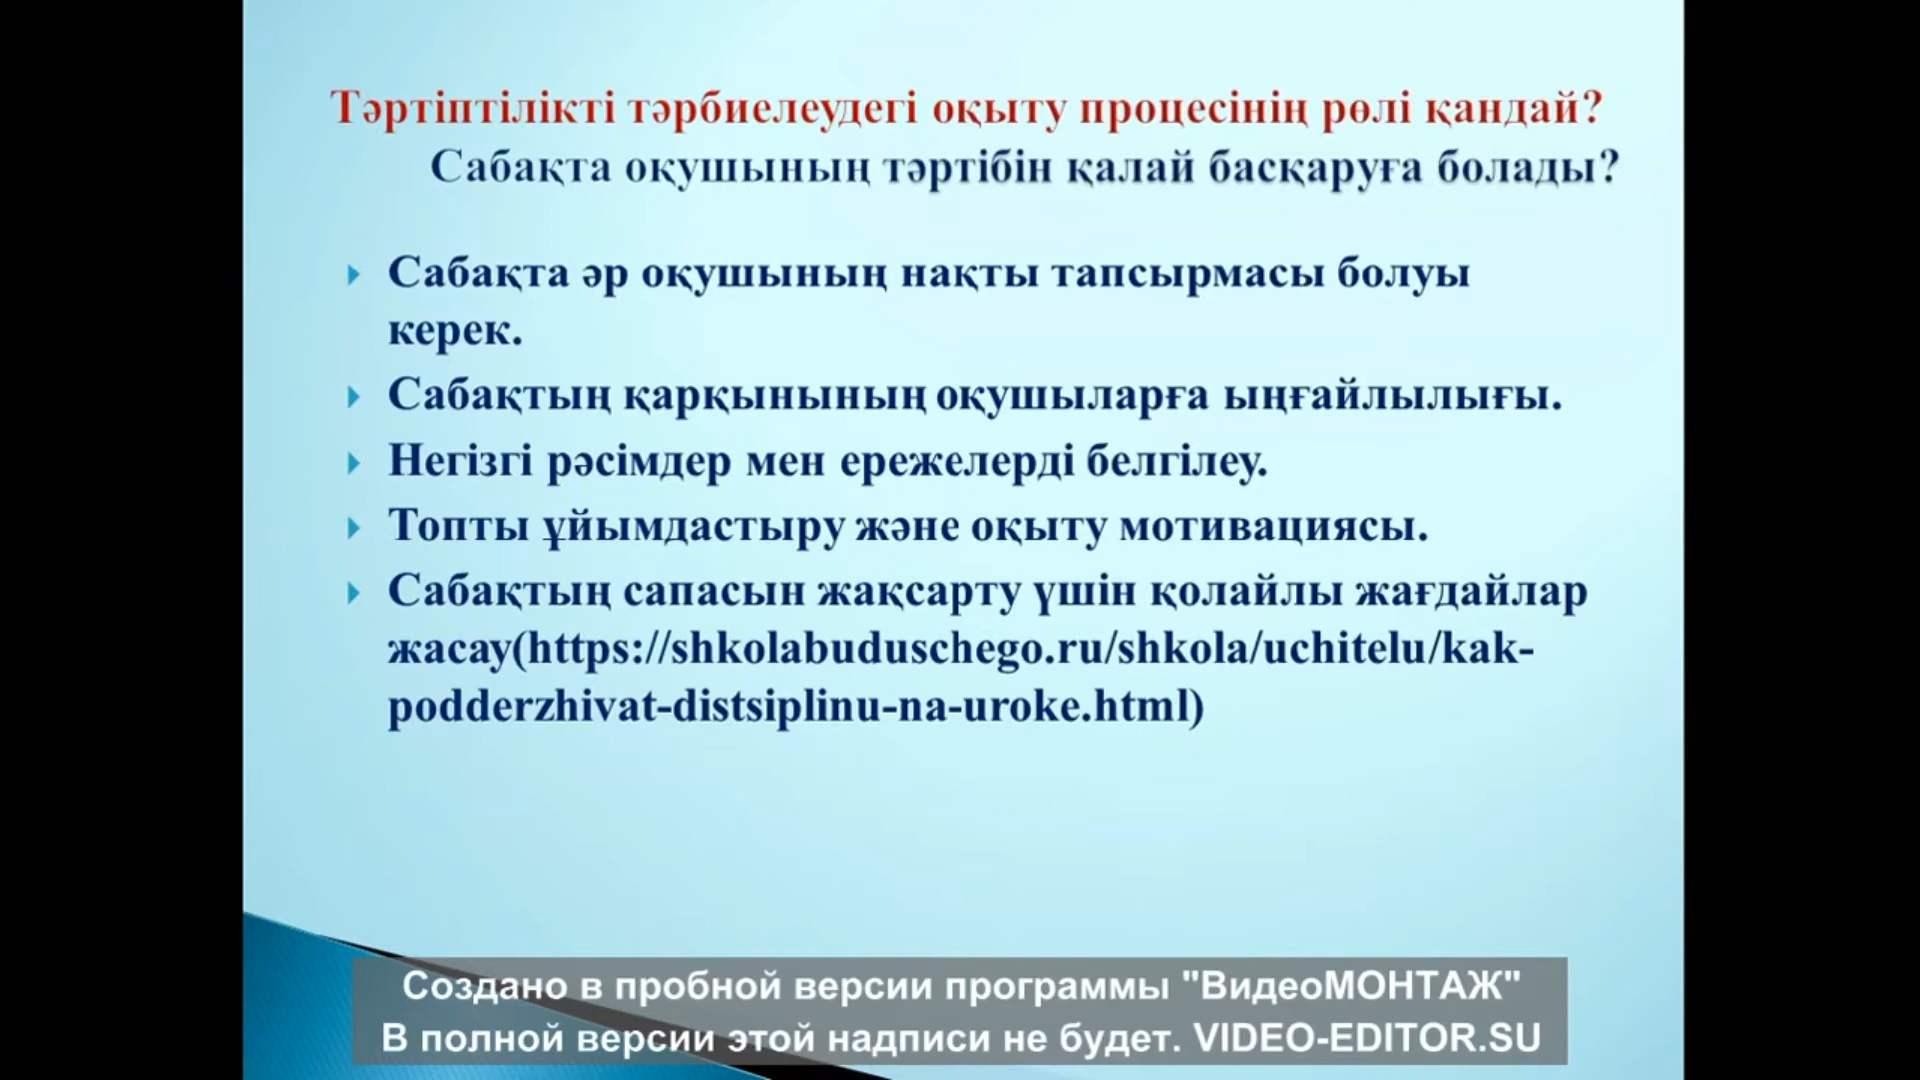 Тәртіптілікті тәрбиелеудегі оқыту процесінің рөлі қандай?
Сабақта оқушының тәртібін қалай басқаруға болады?
Сабақта әр оқушының нақты тапсырмасы болуы
керек.
Сабақтың қарқынының оқушыларға ыңғайлылығы.
Негізгі рәсімдер мен ережелерді белгілеу.
Топты ұйымдастыру және оқыту мотивациясы.
Сабақтың сапасын жақсарту үшін қолайлы жағдайлар
жасау(https://shkolabuduschego.ru/shkola/uchitelu/kak-
podderzhivat-distsiplinu-na-uroke.html)
Создано в пробной версии программы "ВидеоМОНТАЖ"
В полной версии этой надписи не будет. VIDEO-EDITOR.SU